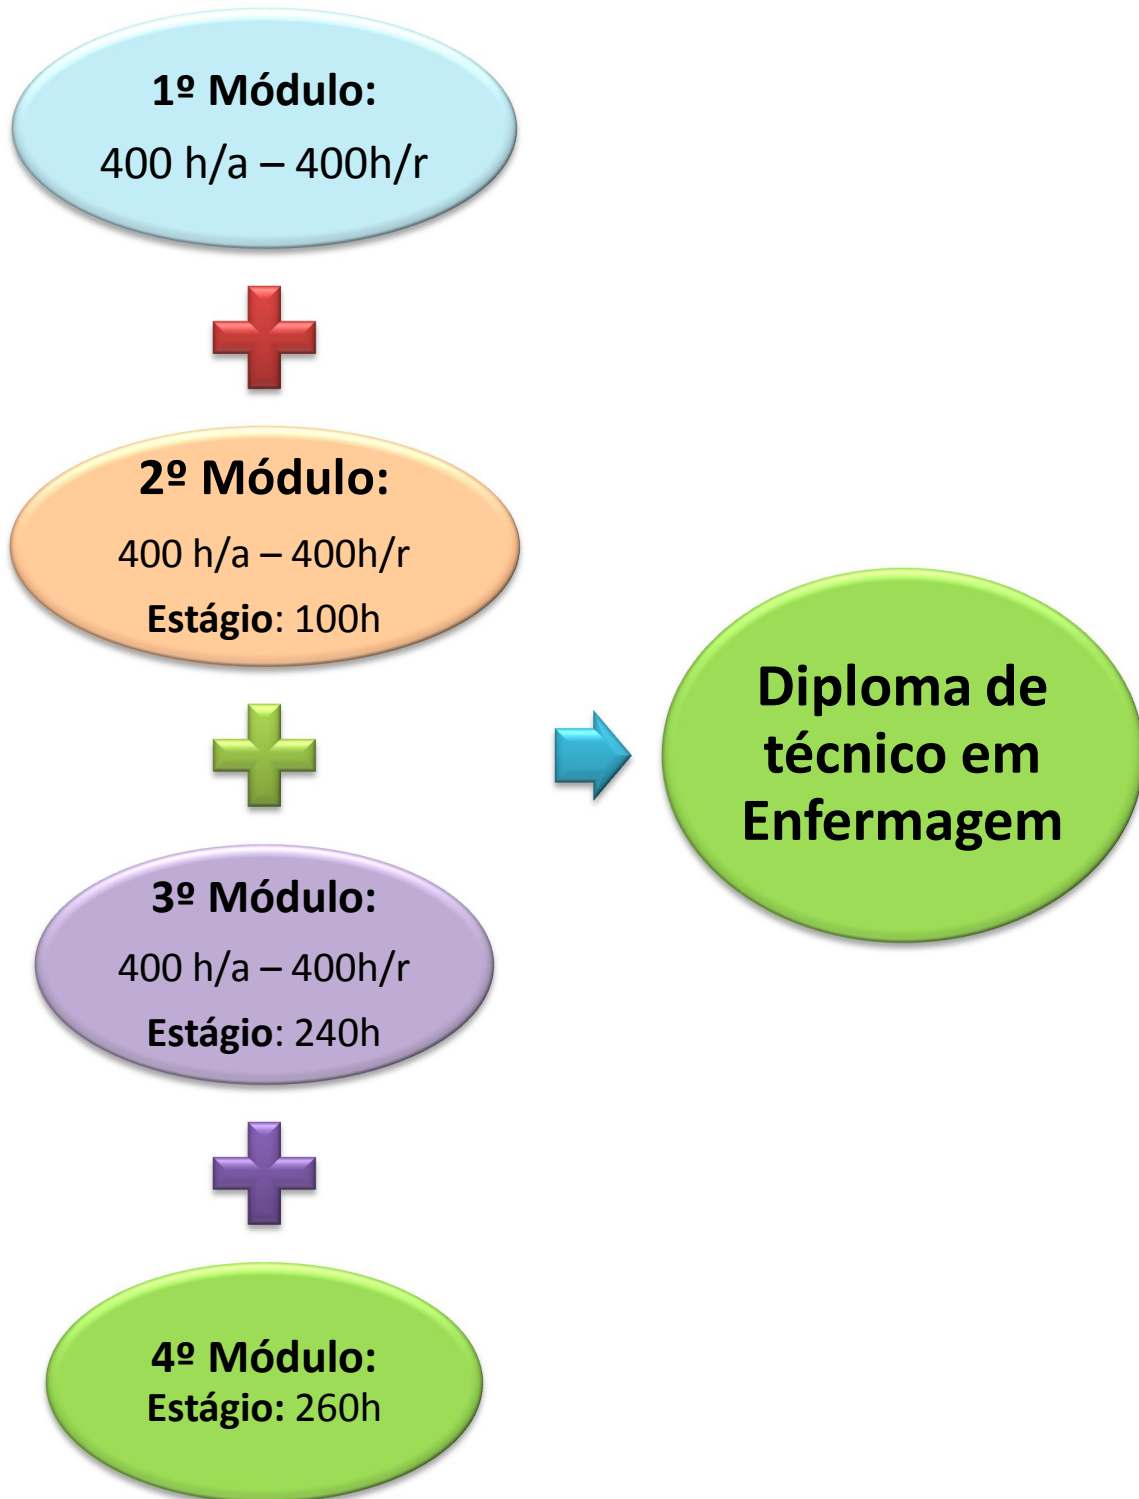 1º Módulo:
400 h/a – 400h/r
2º Módulo:
400 h/a – 400h/r
Estágio: 100h
3º Módulo:
400 h/a – 400h/r
Estágio: 240h
4º Módulo:
Estágio: 260h
Diploma de
técnico em
Enfermagem